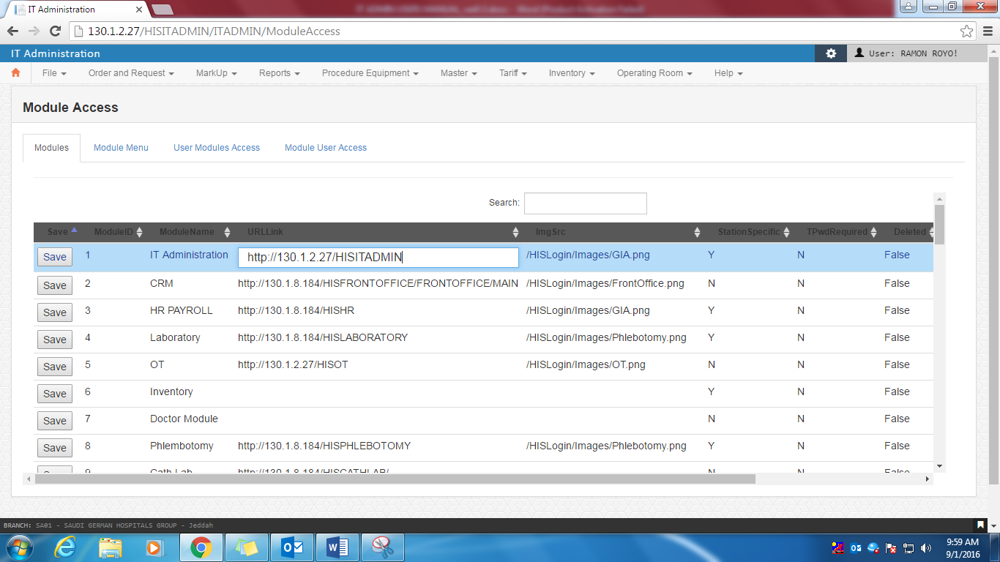 IT Administration
130.1.2.27/HISITADMIN/ITADMIN/ModuleAccess
IT Administration
User: RAMON ROYO!
File Order and Request MarkUp Reports Procedure Equipment Master Tariff Inventory Operating Room Help
Module Access
Modules Module Menu User Modules Access Module User Access
Search:
Save ModuleID ModuleName URLLink ImgSrc StationSpecific TPwdRequired Deleted
Save 1 IT Administration http://130.1.2.27/HISITADMIN /HISLogin/Images/GIA.png Y N False
Save 2 CRM http://130.1.8.184/HISFRONTOFFICE/FRONTOFFICE/MAIN /HISLogin/Images/FrontOffice.png N N False
Save 3 HR PAYROLL http://130.1.8.184/HISHR /HISLogin/Images/GIA.png Y N False
Save 4 Laboratory http://130.1.8.184/HISLABORATORY /HISLogin/Images/Phlebotomy.png Y N False
Save 5 OT http://130.1.2.27/HISOT /HISLogin/Images/OT.png N N False
Save 6 Inventory Y N False
Save 7 Doctor Module N N False
Save 8 Phlembotomy http://130.1.8.184/HISPHLEBOTOMY /HISLogin/Images/Phlebotomy.png Y N False
9 Cath Lab http://130.1.8.184/HISCATHLAB/ N N False
BRANCH: SA01 - SAUDI GERMAN HOSPITALS GROUP - Jeddah
9:59 AM
9/1/2016